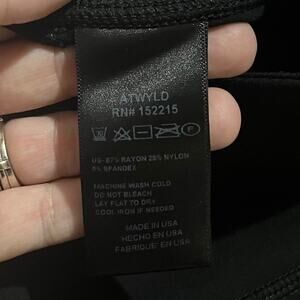 ATWYLD
RN# 152215
US- 67% RAYON 28% NYLON
5% SPANDEX
MACHINE WASH COLD
DO NOT BLEACH
LAY FLAT TO DRY
COOL IRON IF NEEDED
MADE IN USA
HECHO EN USA
FABRIQUE' EN USA